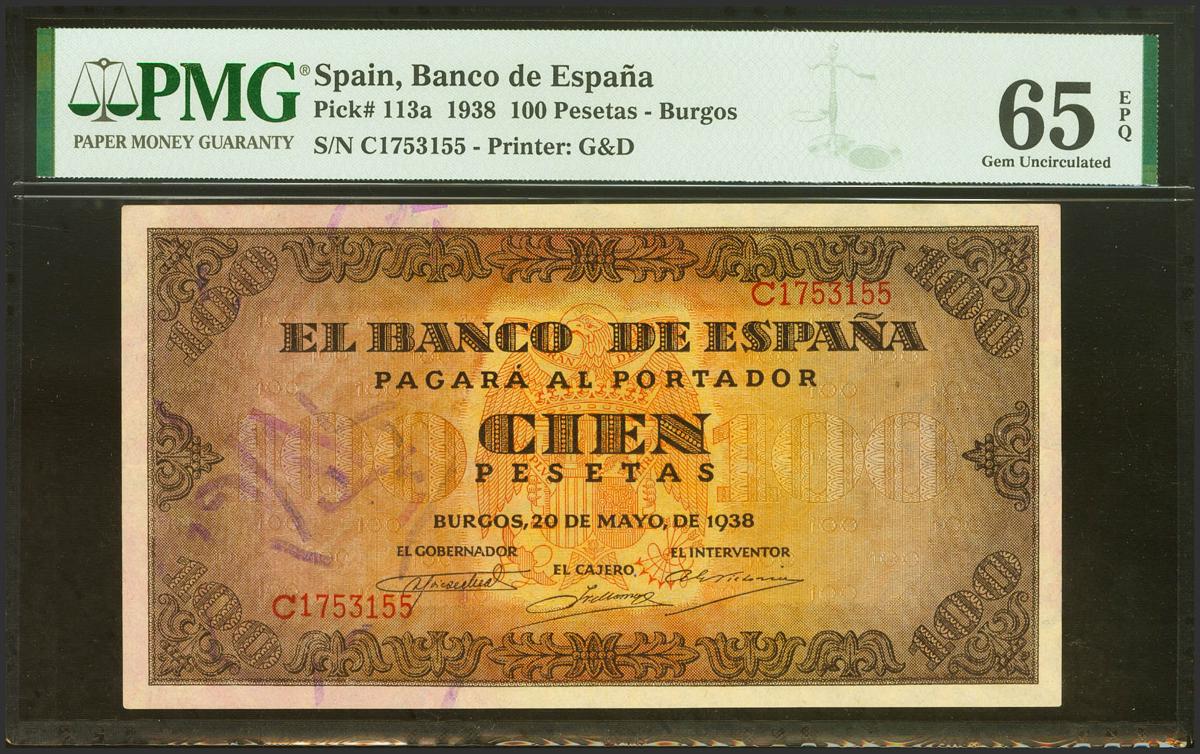 PMG® Spain, Banco de España
PAPER MONEY GUARANTY
Pick# 113a 1938 100 Pesetas - Burgos
S/N C1753155 - Printer: G&D
65 EPQ
Gem Uncirculated
C1753155
EL BANCO DE ESPAÑA
PAGARÁ AL PORTADOR
100 CIEN 100
PESETAS
BURGOS, 20 DE MAYO, DE 1938
EL GOBERNADOR EL INTERVENTOR
EL CAJERO,
C1753155